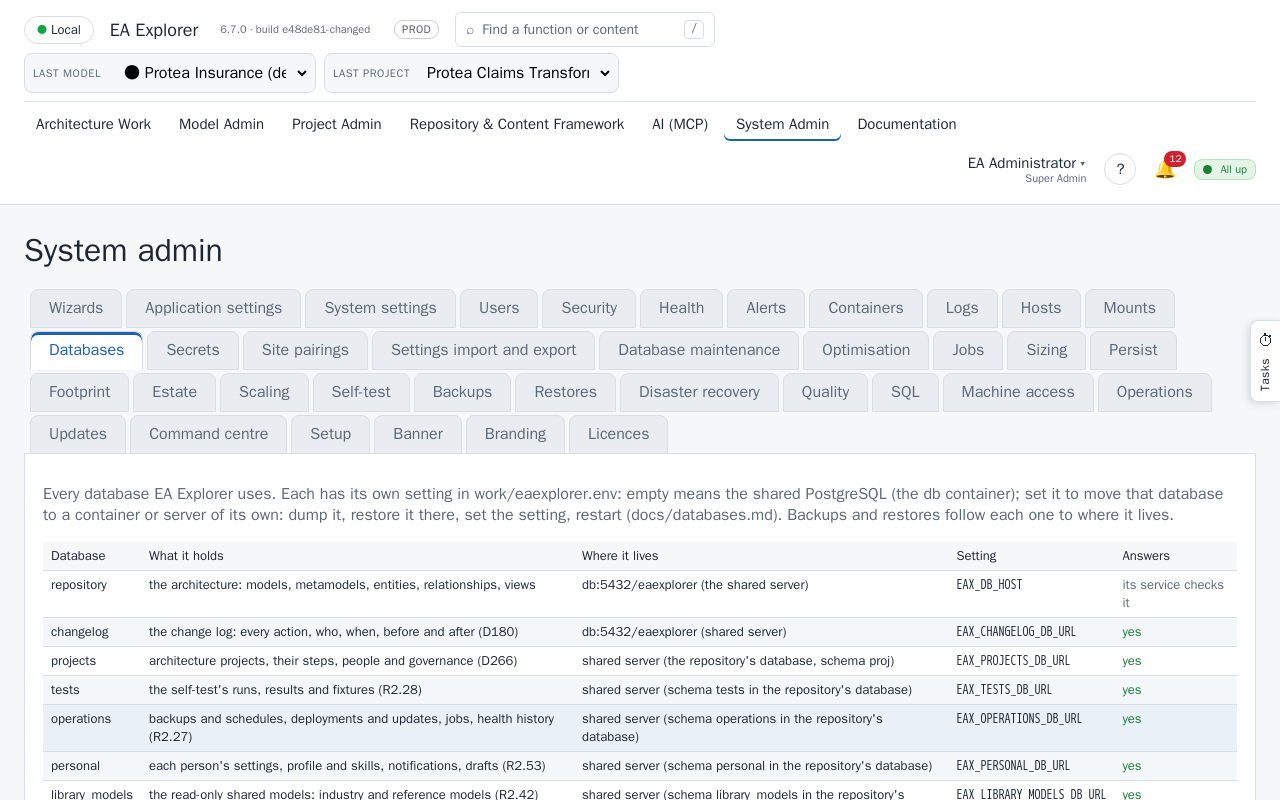 Local
EA Explorer
6.7.0 · build e48de81-changed
PROD
Find a function or content
/
LAST MODEL
Protea Insurance (de
LAST PROJECT
Protea Claims Transfor
Architecture Work
Model Admin
Project Admin
Repository & Content Framework
AI (MCP)
System Admin
Documentation
EA Administrator
Super Admin
?
12
All up
System admin
Wizards
Application settings
System settings
Users
Security
Health
Alerts
Containers
Logs
Hosts
Mounts
Databases
Secrets
Site pairings
Settings import and export
Database maintenance
Optimisation
Jobs
Sizing
Persist
Footprint
Estate
Scaling
Self-test
Backups
Restores
Disaster recovery
Quality
SQL
Machine access
Operations
Updates
Command centre
Setup
Banner
Branding
Licences
Tasks
Every database EA Explorer uses. Each has its own setting in work/eaexplorer.env: empty means the shared PostgreSQL (the db container); set it to move that database
to a container or server of its own: dump it, restore it there, set the setting, restart (docs/databases.md). Backups and restores follow each one to where it lives.
Database What it holds Where it lives Setting Answers
repository the architecture: models, metamodels, entities, relationships, views db:5432/eaexplorer (the shared server) EAX_DB_HOST its service checks
it
changelog the change log: every action, who, when, before and after (D180) db:5432/eaexplorer (shared server) EAX_CHANGELOG_DB_URL yes
projects architecture projects, their steps, people and governance (D266) shared server (the repository's database, schema proj) EAX_PROJECTS_DB_URL yes
tests the self-test's runs, results and fixtures (R2.28) shared server (schema tests in the repository's database) EAX_TESTS_DB_URL yes
operations backups and schedules, deployments and updates, jobs, health history shared server (schema operations in the repository's EAX_OPERATIONS_DB_URL yes
(R2.27) database)
personal each person's settings, profile and skills, notifications, drafts (R2.53) shared server (schema personal in the repository's database) EAX_PERSONAL_DB_URL yes
library_models the read-only shared models: industry and reference models (R2.42) shared server (schema library_models in the repository's EAX_LIBRARY_MODELS_DB_URL yes